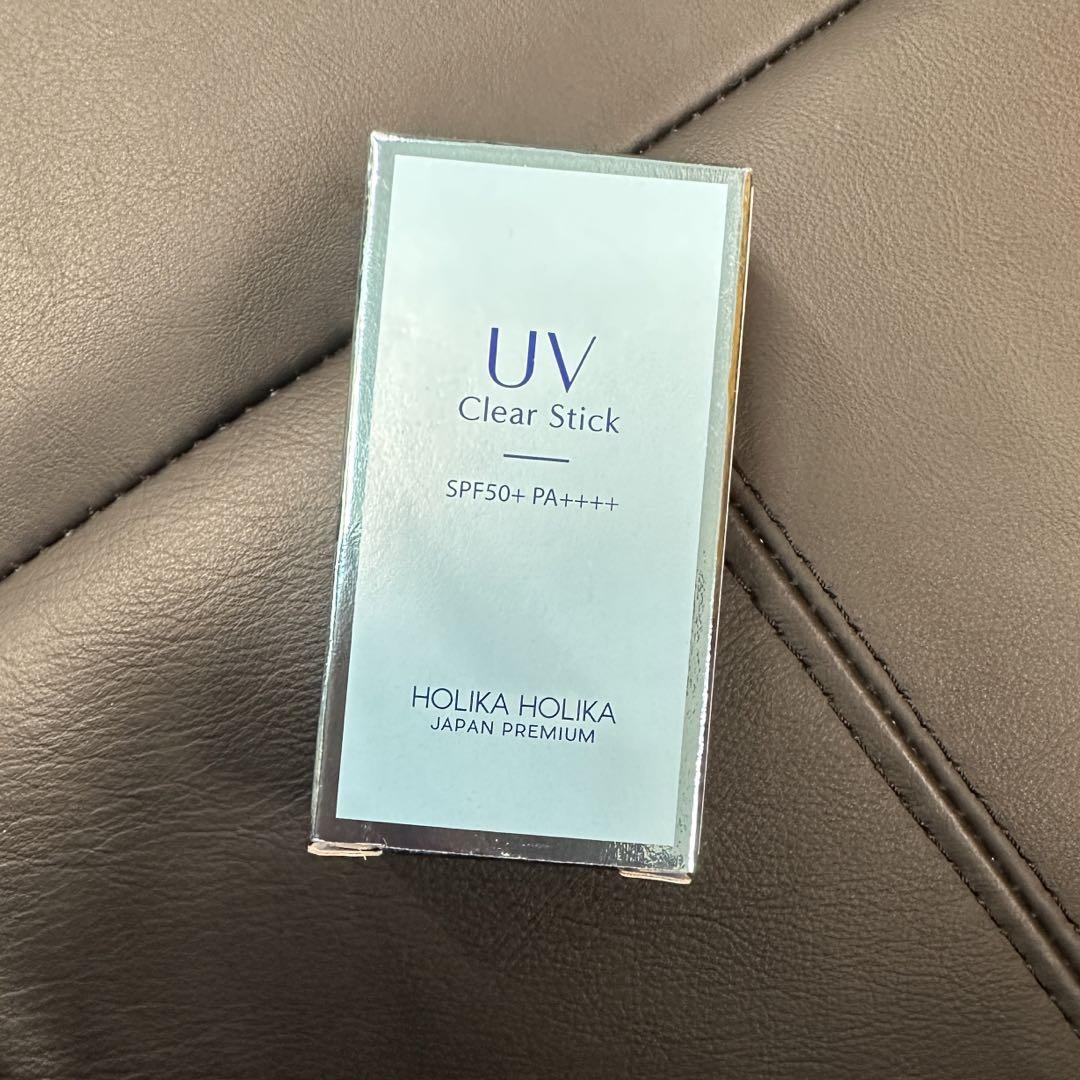 UV
Clear Stick
SPF50+ PA++++
HOLIKA HOLIKA
JAPAN PREMIUM